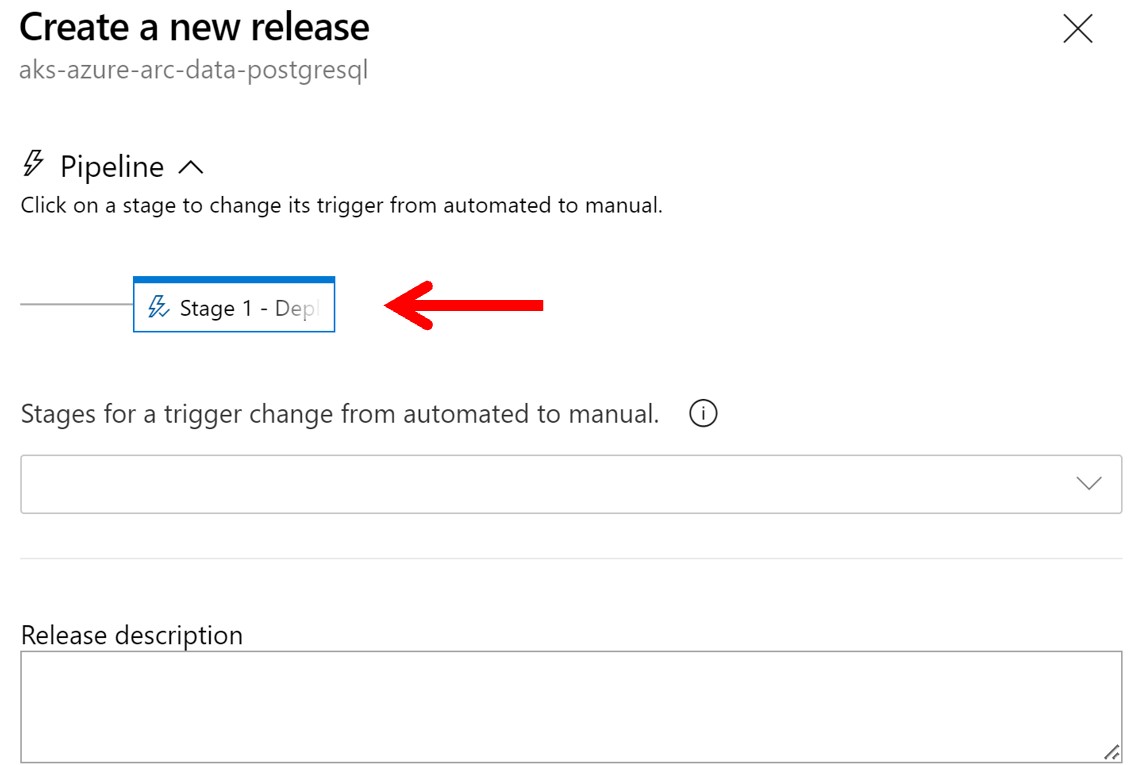 Create a new release
aks-azure-arc-data-postgresql
Pipeline
Click on a stage to change its trigger from automated to manual.
Stage 1 - Depl
Stages for a trigger change from automated to manual.
Release description